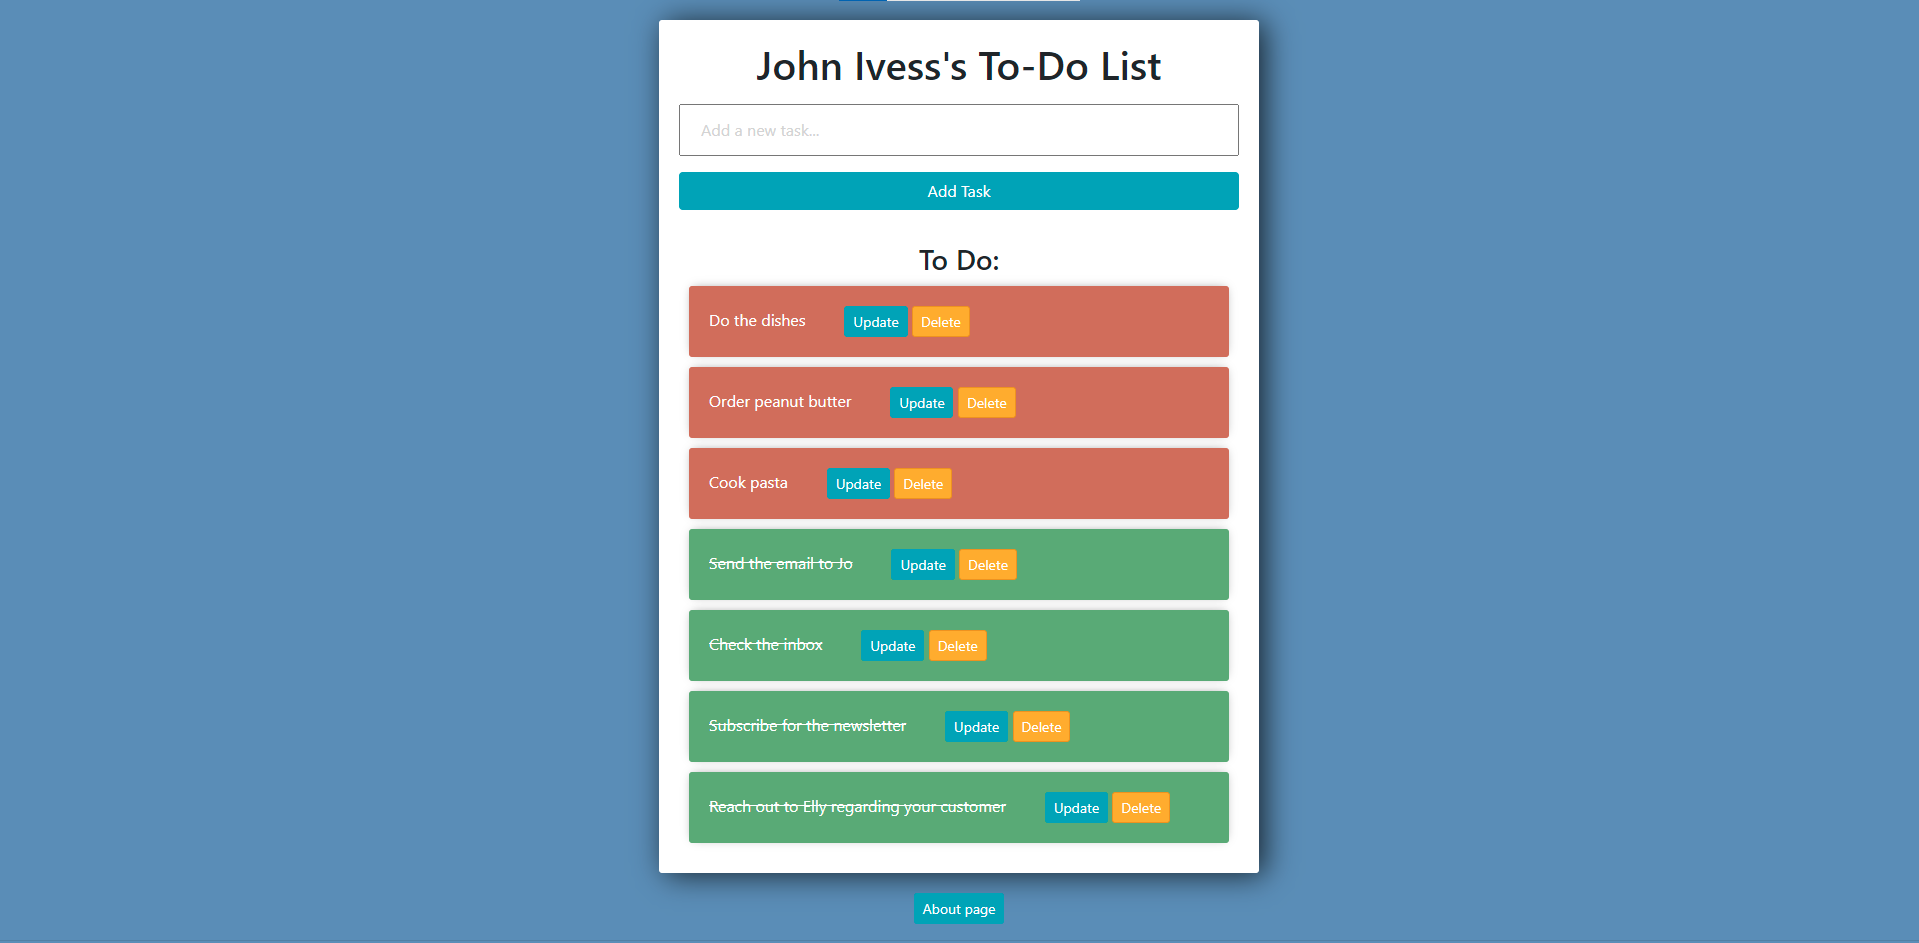 John Ivess's To-Do List
Add a new task...
Add Task
To Do:
Do the dishes Update Delete
Order peanut butter Update Delete
Cook pasta Update Delete
Send the email to Jo Update Delete
Check the inbox Update Delete
Subscribe for the newsletter Update Delete
Reach out to Elly regarding your customer Update Delete
About page